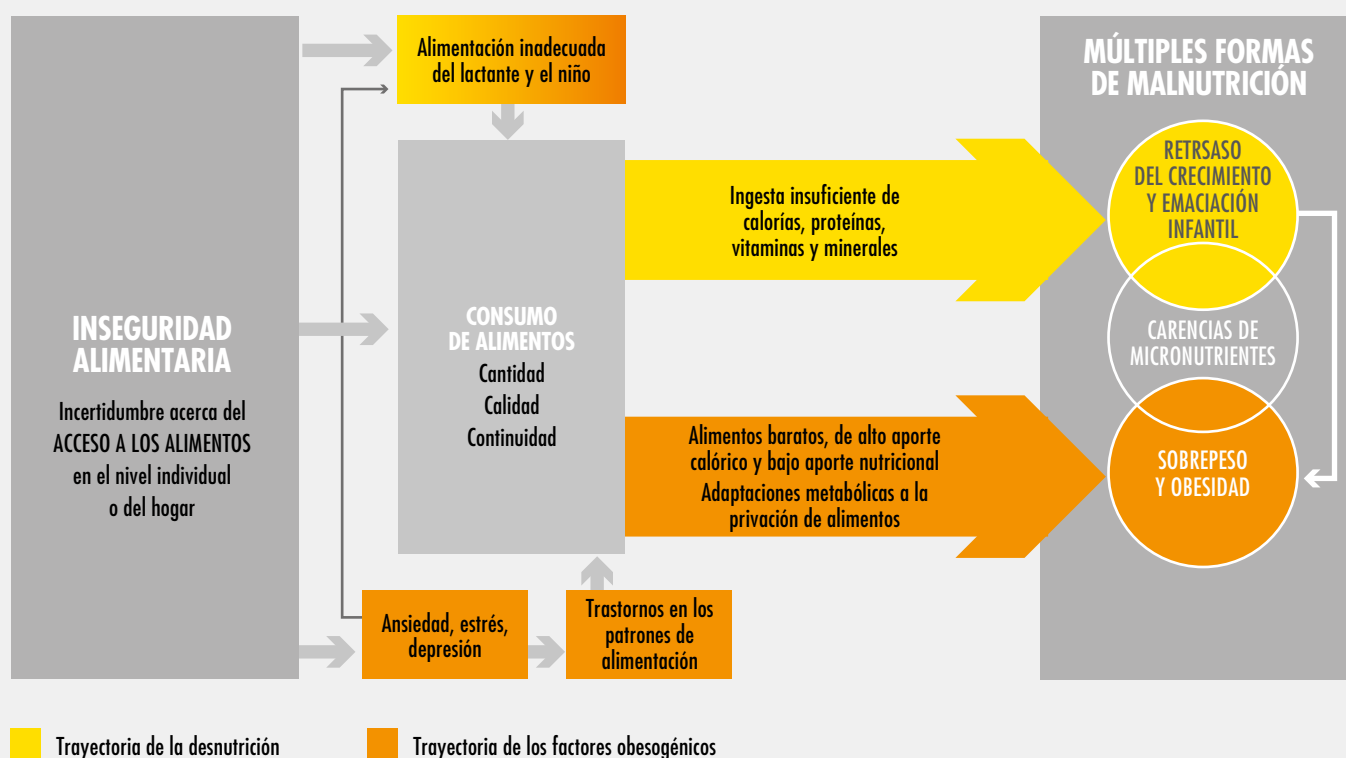 Alimentación inadecuada
del lactante y el niño
MÚLTIPLES FORMAS
DE MALNUTRICIÓN
INSEGURIDAD
ALIMENTARIA
Incertidumbre acerca del
ACCESO A LOS ALIMENTOS
en el nivel individual
o del hogar
CONSUMO
DE ALIMENTOS
Cantidad
Calidad
Continuidad
Ingesta insuficiente de
calorías, proteínas,
vitaminas y minerales
Alimentos baratos, de alto aporte
calórico y bajo aporte nutricional
Adaptaciones metabólicas a la
privación de alimentos
RETRSASO
DEL CRECIMIENTO
Y EMACIACIÓN
INFANTIL
CARENCIAS DE
MICRONUTRIENTES
SOBREPESO
Y OBESIDAD
Ansiedad, estrés,
depresión
Trastornos en los
patrones de
alimentación
Trayectoria de la desnutrición
Trayectoria de los factores obesogénicos